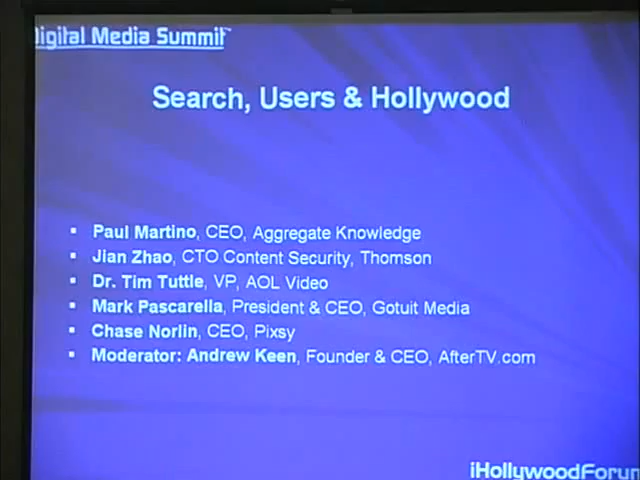 Digital Media Summit™
Search, Users & Hollywood
▪ Paul Martino, CEO, Aggregate Knowledge
▪ Jian Zhao, CTO Content Security, Thomson
▪ Dr. Tim Tuttle, VP, AOL Video
▪ Mark Pascarella, President & CEO, Gotuit Media
▪ Chase Norlin, CEO, Pixsy
▪ Moderator: Andrew Keen, Founder & CEO, AfterTV.com
iHollywoodForum